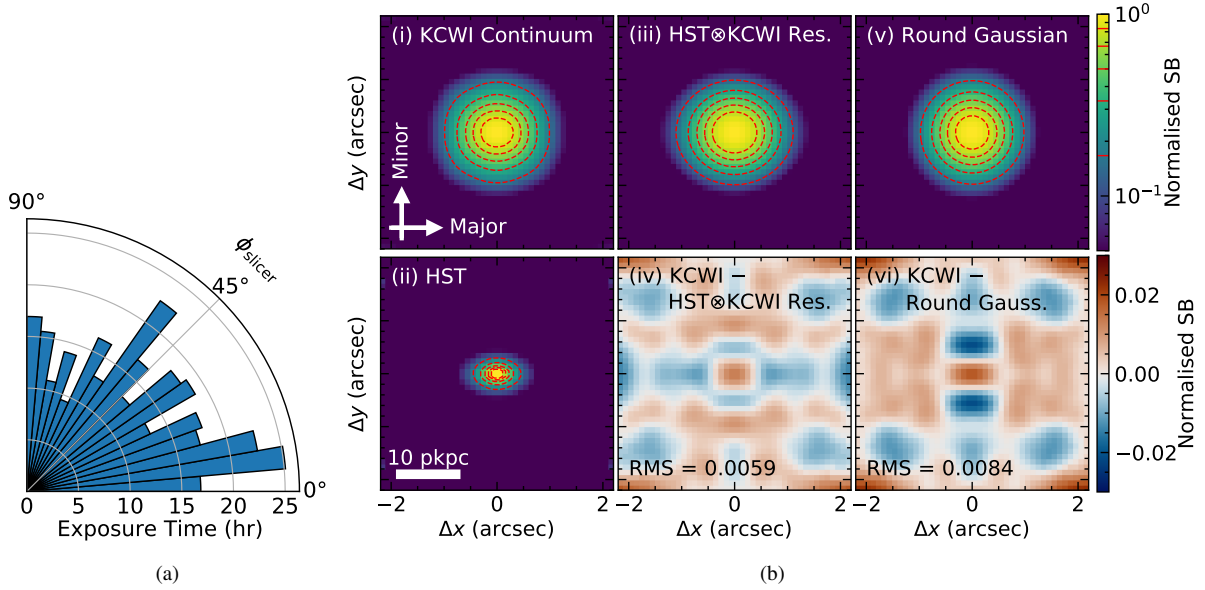 90°
ϕslicer
45°
0°
0 5 10 15 20 25
Exposure Time (hr)
(a)
(i) KCWI Continuum
(iii) HST⊗KCWI Res.
(v) Round Gaussian
Δy (arcsec)
Minor
Major
10⁰
10⁻¹
Normalised SB
(ii) HST
(iv) KCWI −
HST⊗KCWI Res.
(vi) KCWI −
Round Gauss.
Δy (arcsec)
10 pkpc
RMS = 0.0059
RMS = 0.0084
0.02
0.00
−0.02
Normalised SB
−2 0 2
−2 0 2
−2 0 2
Δx (arcsec)
Δx (arcsec)
Δx (arcsec)
(b)